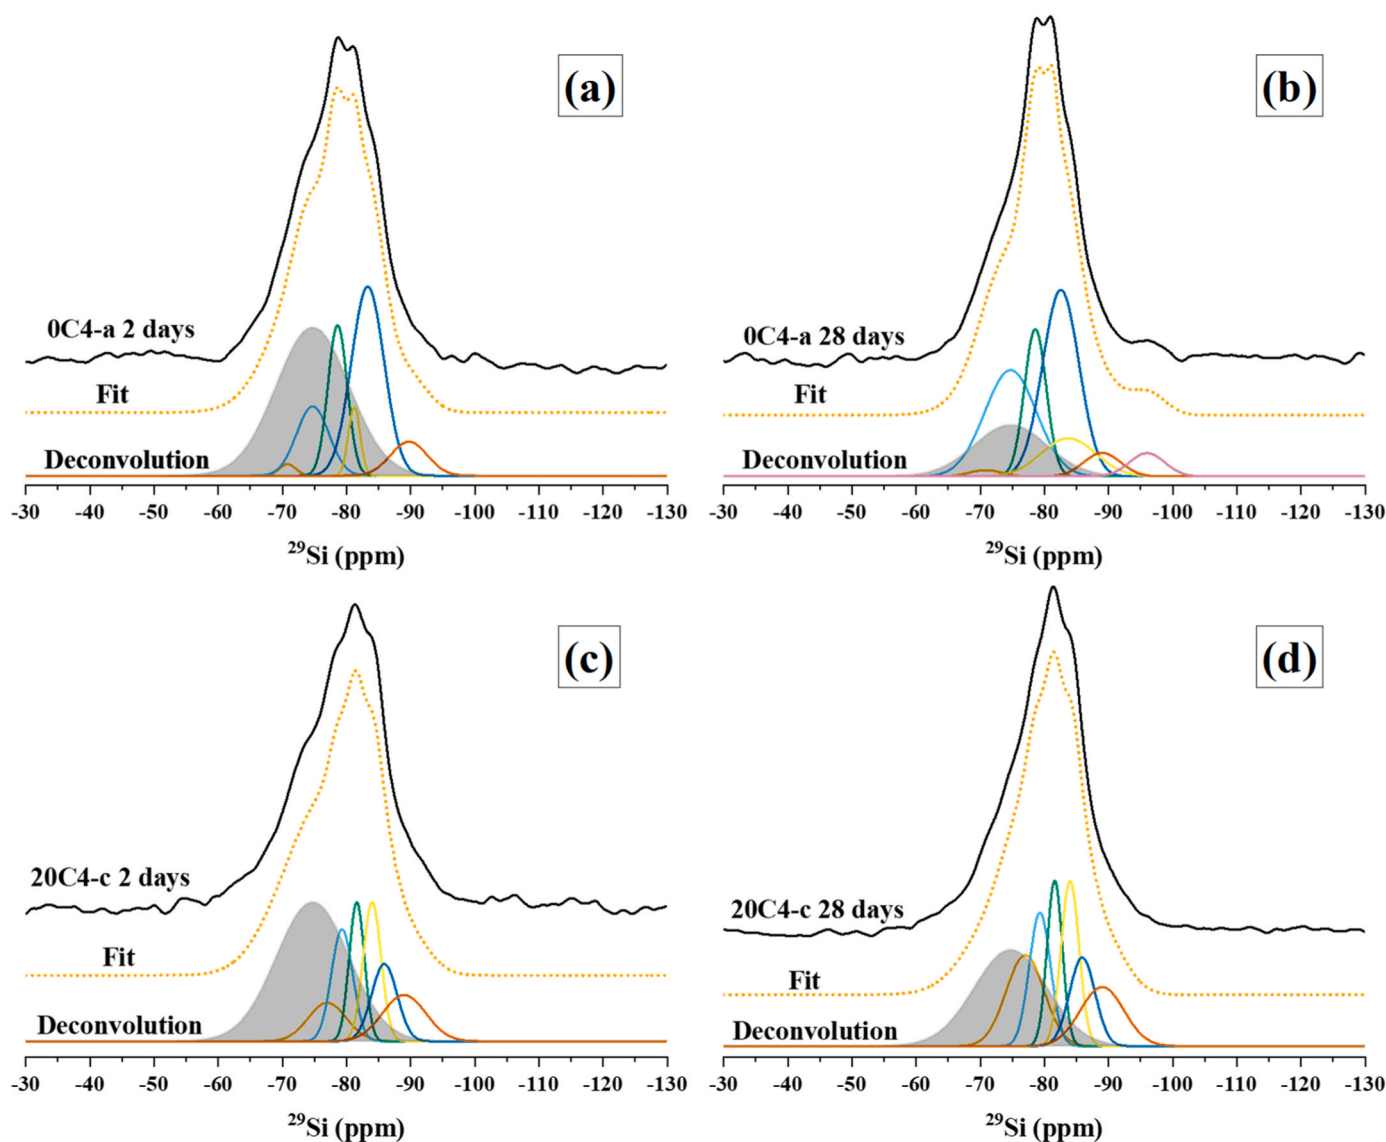 (a)
0C4-a 2 days
Fit
Deconvolution
-30 -40 -50 -60 -70 -80 -90 -100 -110 -120 -130
²⁹Si (ppm)
(b)
0C4-a 28 days
Fit
Deconvolution
-30 -40 -50 -60 -70 -80 -90 -100 -110 -120 -130
²⁹Si (ppm)
(c)
20C4-c 2 days
Fit
Deconvolution
-30 -40 -50 -60 -70 -80 -90 -100 -110 -120 -130
²⁹Si (ppm)
(d)
20C4-c 28 days
Fit
Deconvolution
-30 -40 -50 -60 -70 -80 -90 -100 -110 -120 -130
²⁹Si (ppm)